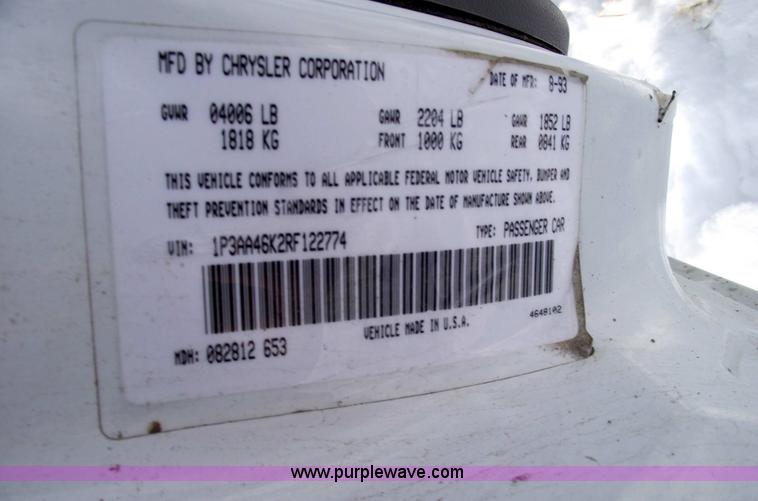 MFD BY CHRYSLER CORPORATION DATE OF MFR: 8-93
GVWR 04006 LB GAWR 2204 LB GAWR 1852 LB
1818 KG FRONT 1000 KG REAR 0841 KG
THIS VEHICLE CONFORMS TO ALL APPLICABLE FEDERAL MOTOR VEHICLE SAFETY, BUMPER AND
THEFT PREVENTION STANDARDS IN EFFECT ON THE DATE OF MANUFACTURE SHOWN ABOVE.
VIN: 1P3AA46K2RF122774 TYPE: PASSENGER CAR
MDH: 082812 653 VEHICLE MADE IN U.S.A. 4648102
www.purplewave.com